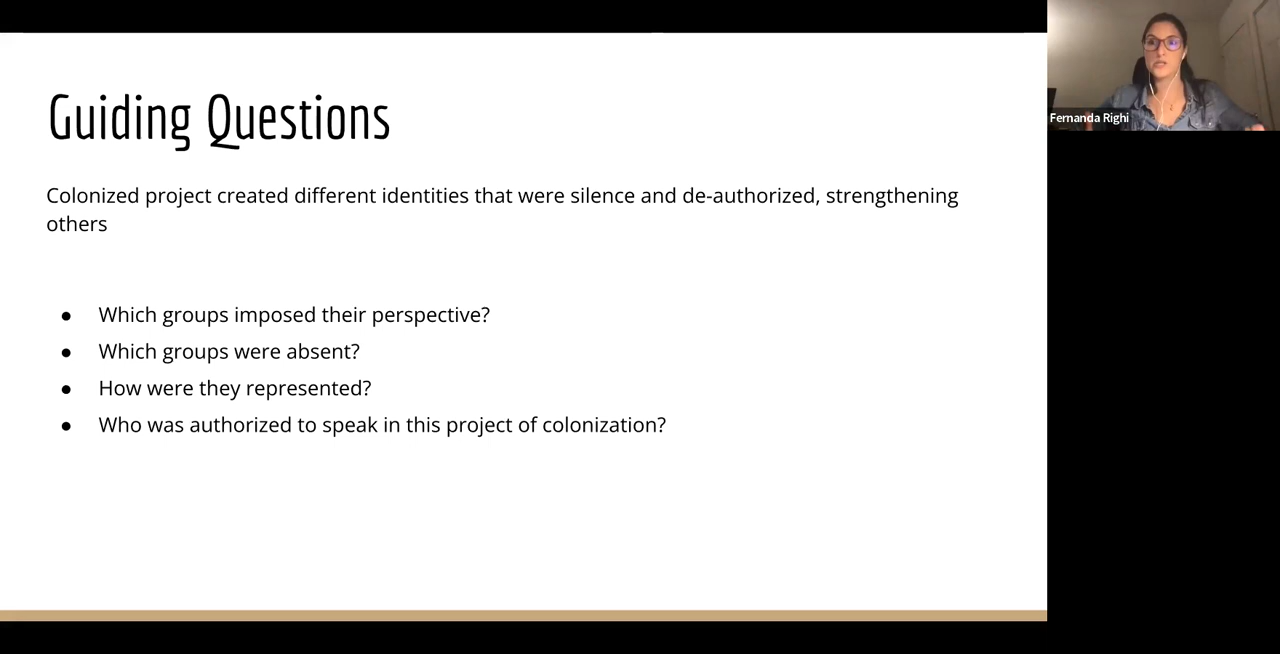 Guiding Questions
Colonized project created different identities that were silence and de-authorized, strengthening
others
● Which groups imposed their perspective?
● Which groups were absent?
● How were they represented?
● Who was authorized to speak in this project of colonization?
Fernanda Righi